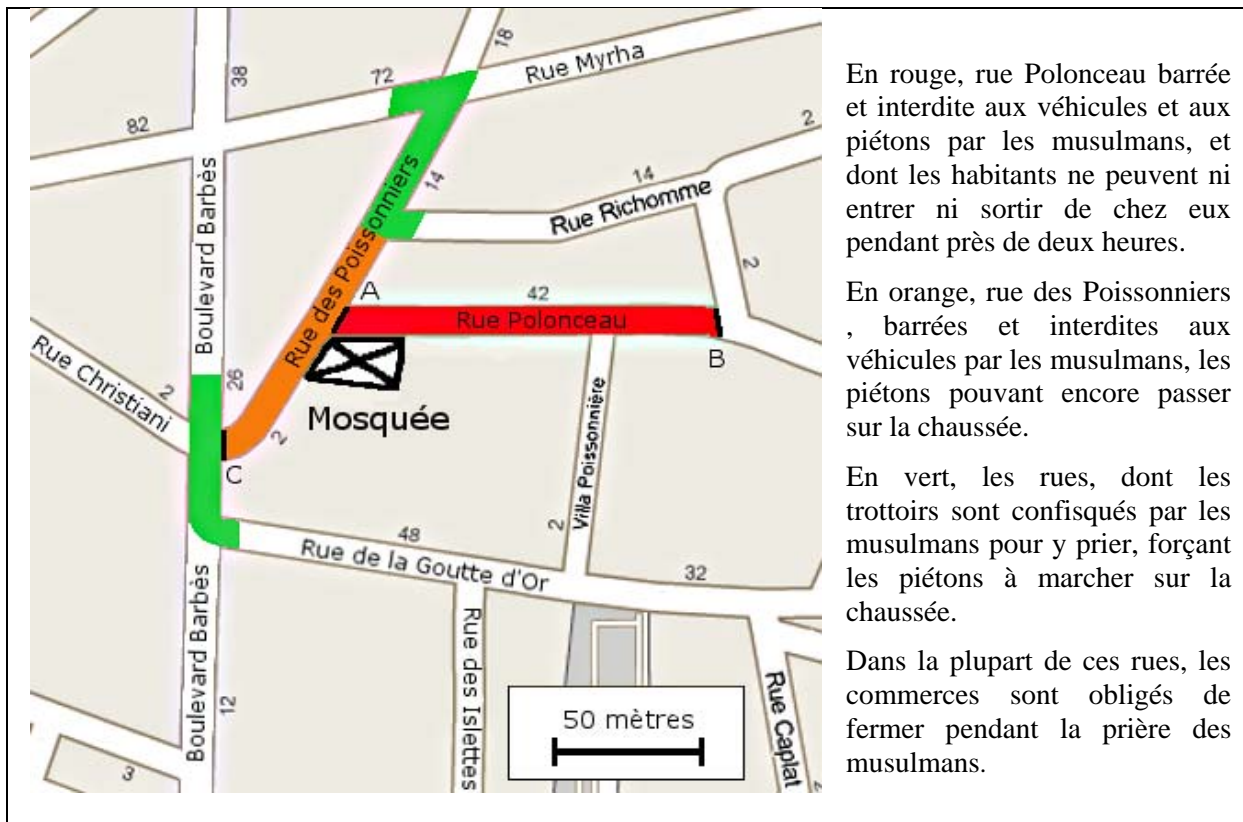 18
Rue Myrha
72
38
82
2
Boulevard Barbès
Rue des Poissonniers
14
14
Rue Richomme
2
A
42
Rue Polonceau
B
Rue Christiani
2
26
2
C
Mosquée
Villa Poissonnière
2
48
Rue de la Goutte d'Or
32
Boulevard Barbès
12
Rue des Islettes
50 mètres
Rue Caplat
2
3
En rouge, rue Polonceau barrée
et interdite aux véhicules et aux
piétons par les musulmans, et
dont les habitants ne peuvent ni
entrer ni sortir de chez eux
pendant près de deux heures.
En orange, rue des Poissonniers
, barrées et interdites aux
véhicules par les musulmans, les
piétons pouvant encore passer
sur la chaussée.
En vert, les rues, dont les
trottoirs sont confisqués par les
musulmans pour y prier, forçant
les piétons à marcher sur la
chaussée.
Dans la plupart de ces rues, les
commerces sont obligés de
fermer pendant la prière des
musulmans.